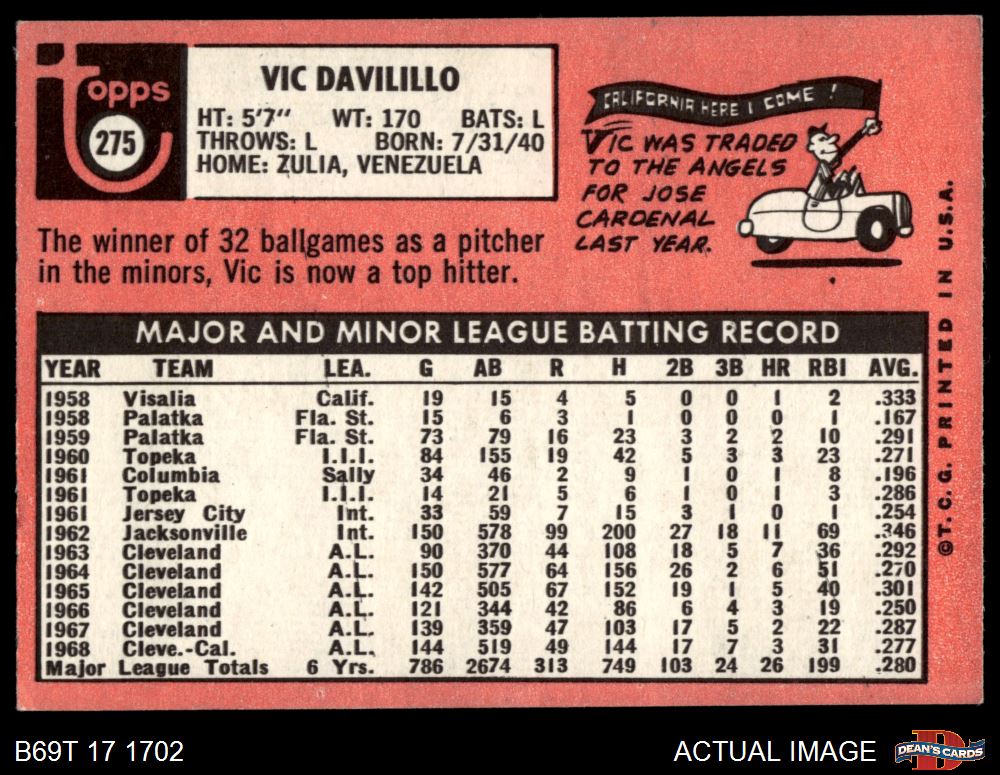 Topps
275
VIC DAVILILLO
HT: 5'7" WT: 170 BATS: L
THROWS: L BORN: 7/31/40
HOME: ZULIA, VENEZUELA
CALIFORNIA HERE I COME !
VIC WAS TRADED
TO THE ANGELS
FOR JOSE
CARDENAL
LAST YEAR.
The winner of 32 ballgames as a pitcher
in the minors, Vic is now a top hitter.
MAJOR AND MINOR LEAGUE BATTING RECORD
YEAR TEAM LEA. G AB R H 2B 3B HR RBI AVG.
1958 Visalia Calif. 19 15 4 5 0 0 1 2 .333
1958 Palatka Fla. St. 15 6 3 1 0 0 0 1 .167
1959 Palatka Fla. St. 73 79 16 23 3 2 2 10 .291
1960 Topeka I.I.I. 84 155 19 42 5 3 3 23 .271
1961 Columbia Sally 34 46 2 9 1 0 1 8 .196
1961 Topeka I.I.I. 14 21 5 6 1 0 1 3 .286
1961 Jersey City Int. 33 59 7 15 3 1 0 1 .254
1962 Jacksonville Int. 150 578 99 200 27 18 11 69 .346
1963 Cleveland A.L. 90 370 44 108 18 5 7 36 .292
1964 Cleveland A.L. 150 577 64 156 26 2 6 51 .270
1965 Cleveland A.L. 142 505 67 152 19 1 5 40 .301
1966 Cleveland A.L. 121 344 42 86 6 4 3 19 .250
1967 Cleveland A.L. 139 359 47 103 17 5 2 22 .287
1968 Cleve.-Cal. A.L. 144 519 49 144 17 7 3 31 .277
Major League Totals 6 Yrs. 786 2674 313 749 103 24 26 199 .280
©T.C.G. PRINTED IN U.S.A.
B69T 17 1702
ACTUAL IMAGE
D
DEAN'S CARDS